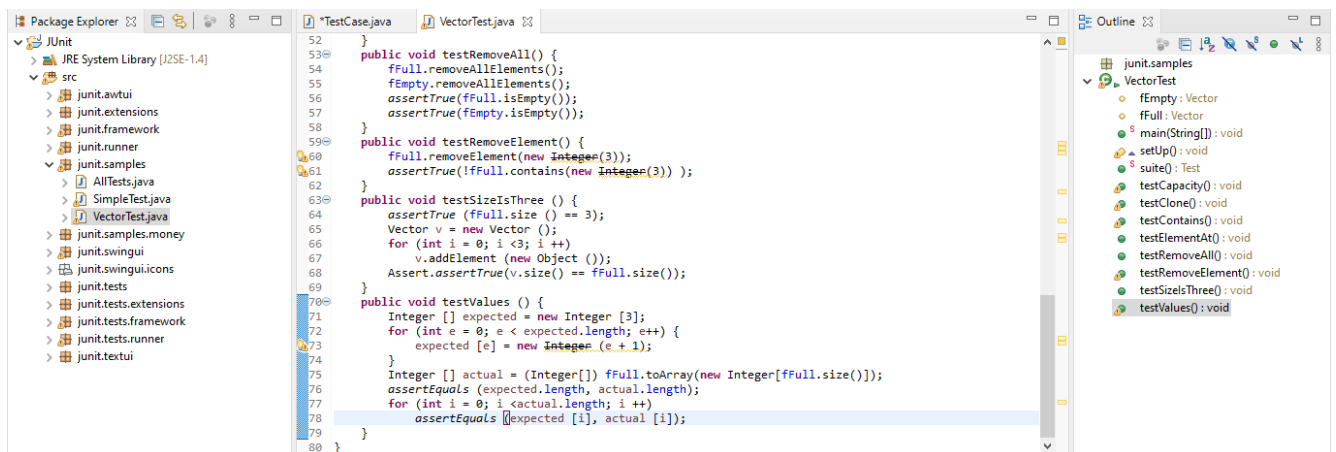 Package Explorer
JUnit
JRE System Library [J2SE-1.4]
src
junit.awtui
junit.extensions
junit.framework
junit.runner
junit.samples
AllTests.java
SimpleTest.java
VectorTest.java
junit.samples.money
junit.swingui
junit.swingui.icons
junit.tests
junit.tests.extensions
junit.tests.framework
junit.tests.runner
junit.textui
*TestCase.java VectorTest.java
52 }
53 public void testRemoveAll() {
54 fFull.removeAllElements();
55 fEmpty.removeAllElements();
56 assertTrue(fFull.isEmpty());
57 assertTrue(fEmpty.isEmpty());
58 }
59 public void testRemoveElement() {
60 fFull.removeElement(new Integer(3));
61 assertTrue(!fFull.contains(new Integer(3)) );
62 }
63 public void testSizeIsThree () {
64 assertTrue (fFull.size () == 3);
65 Vector v = new Vector ();
66 for (int i = 0; i <3; i ++)
67 v.addElement (new Object ());
68 Assert.assertTrue(v.size() == fFull.size());
69 }
70 public void testValues () {
71 Integer [] expected = new Integer [3];
72 for (int e = 0; e < expected.length; e++) {
73 expected [e] = new Integer (e + 1);
74 }
75 Integer [] actual = (Integer[]) fFull.toArray(new Integer[fFull.size()]);
76 assertEquals (expected.length, actual.length);
77 for (int i = 0; i <actual.length; i ++)
78 assertEquals (expected [i], actual [i]);
79 }
80 }
Outline
junit.samples
VectorTest
fEmpty : Vector
fFull : Vector
main(String[]) : void
setUp() : void
suite() : Test
testCapacity() : void
testClone() : void
testContains() : void
testElementAt() : void
testRemoveAll() : void
testRemoveElement() : void
testSizeIsThree() : void
testValues() : void